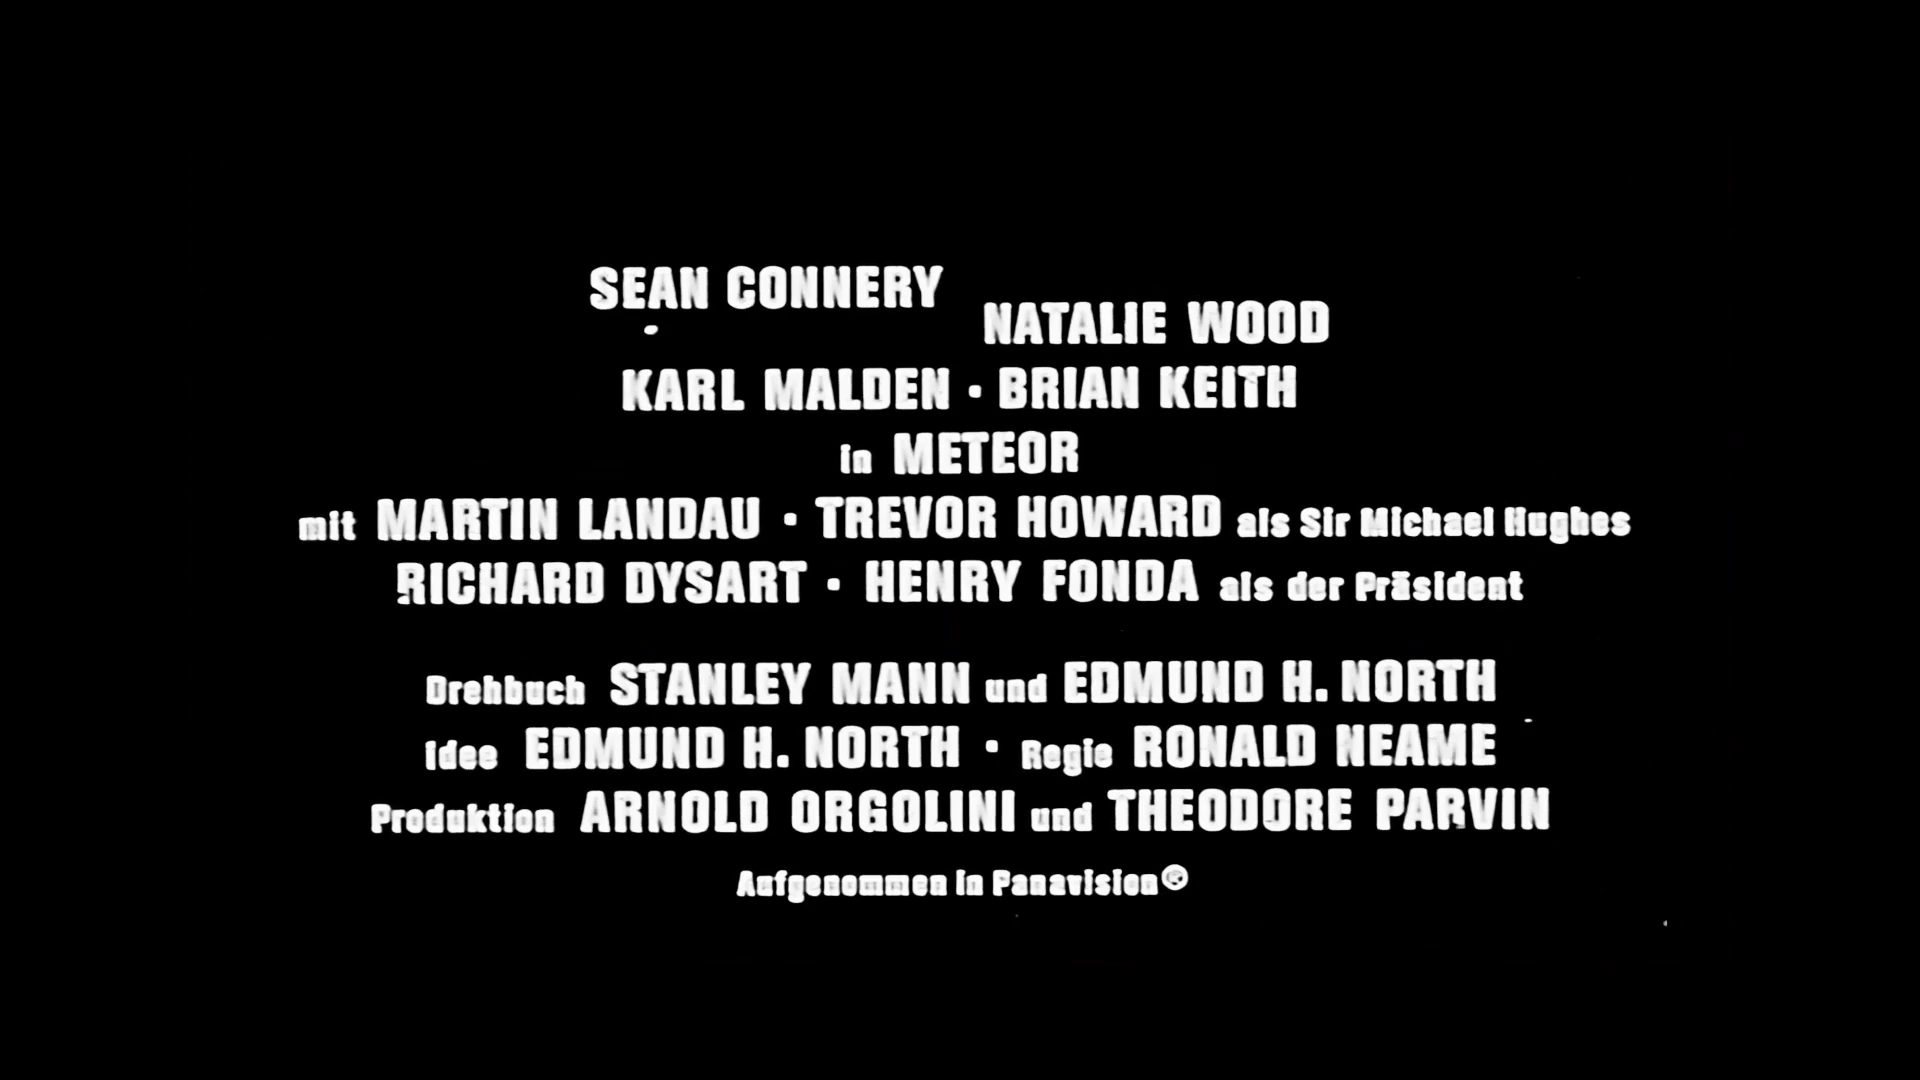 SEAN CONNERY
NATALIE WOOD
KARL MALDEN · BRIAN KEITH
in METEOR
mit MARTIN LANDAU · TREVOR HOWARD als Sir Michael Hughes
RICHARD DYSART · HENRY FONDA als der Präsident
Drehbuch STANLEY MANN und EDMUND H. NORTH
Idee EDMUND H. NORTH · Regie RONALD NEAME
Produktion ARNOLD ORGOLINI und THEODORE PARVIN
Aufgenommen in Panavision®